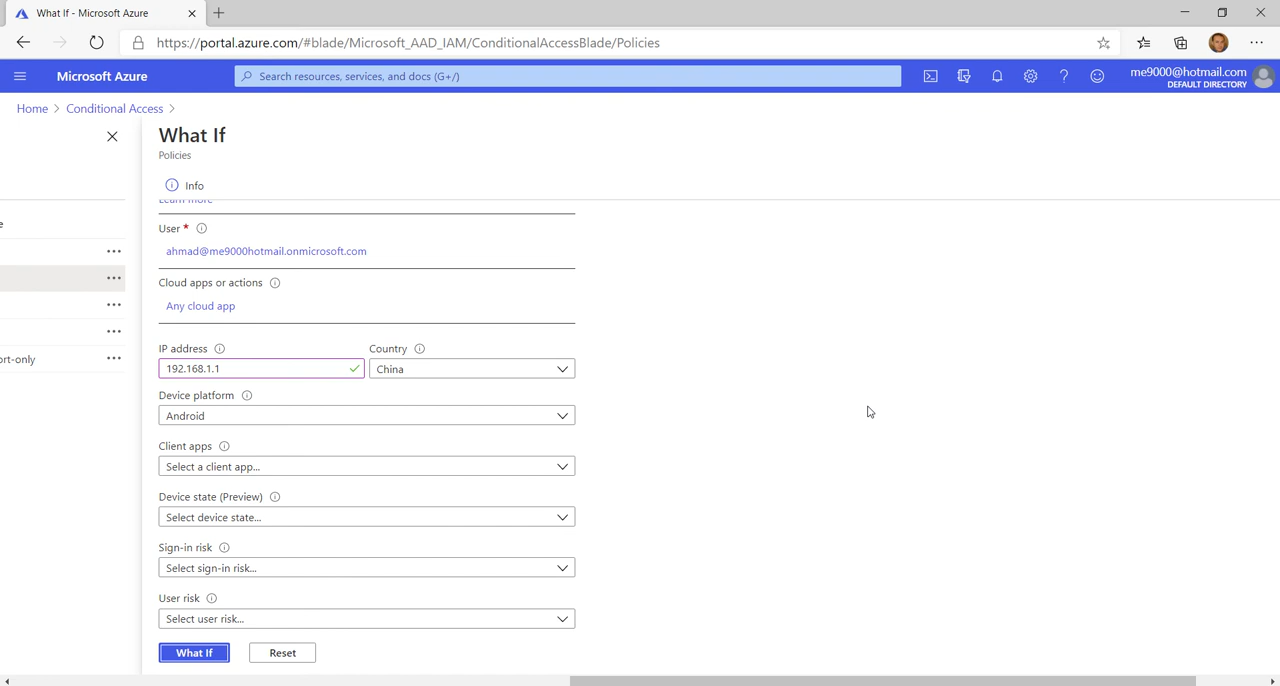 What If - Microsoft Azure
https://portal.azure.com/#blade/Microsoft_AAD_IAM/ConditionalAccessBlade/Policies
Microsoft Azure
Search resources, services, and docs (G+/)
me9000@hotmail.com
DEFAULT DIRECTORY
Home > Conditional Access >
What If
Policies
Info
Learn more
e
User *
ahmad@me9000hotmail.onmicrosoft.com
Cloud apps or actions
Any cloud app
IP address Country
192.168.1.1 China
ort-only
Device platform
Android
Client apps
Select a client app...
Device state (Preview)
Select device state...
Sign-in risk
Select sign-in risk...
User risk
Select user risk...
What If Reset